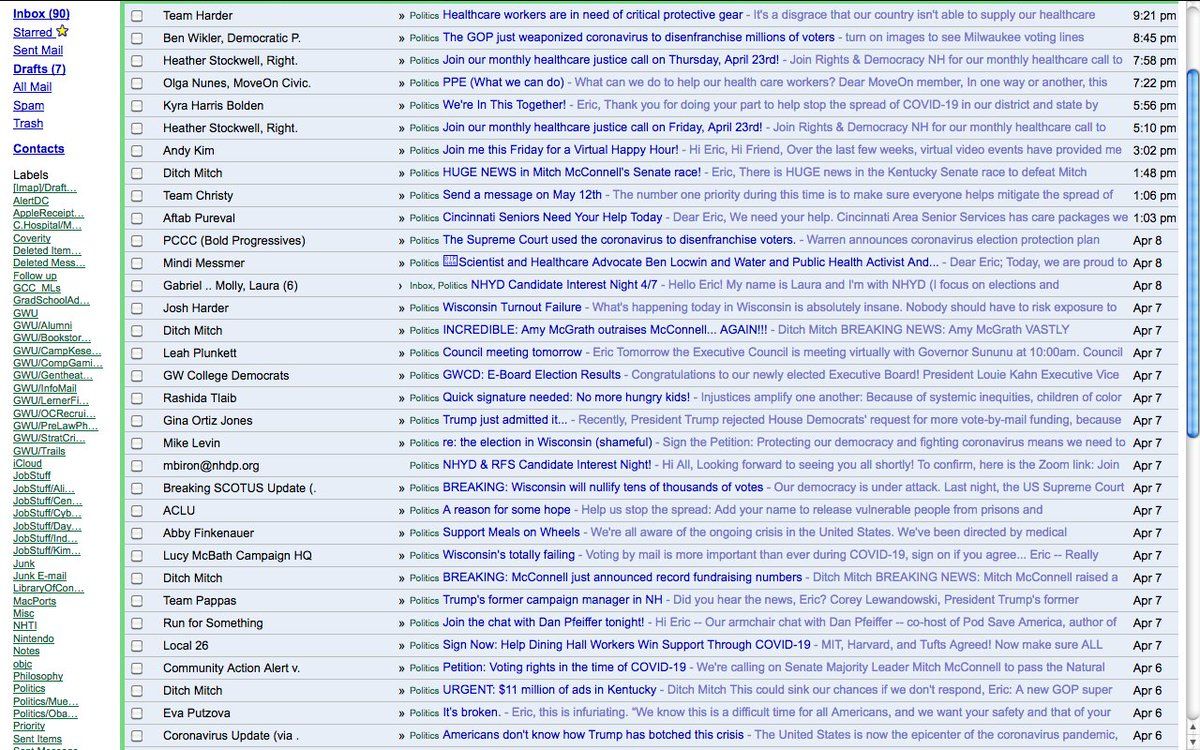 Inbox (90)
Starred
Sent Mail
Drafts (7)
All Mail
Spam
Trash
Contacts
Labels
[Imap]/Draft...
AlertDC
AppleReceipt...
C.Hospital/M...
Coverity
Deleted Item...
Deleted Mess...
Follow up
GCC_MLs
GradSchoolAd...
GWU
GWU/Alumni
GWU/Bookstor...
GWU/CampKese...
GWU/CompGami...
GWU/Gentheat...
GWU/InfoMail
GWU/LernerFi...
GWU/OCRecrui...
GWU/PreLawPh...
GWU/StratCri...
GWU/Trails
iCloud
JobStuff
JobStuff/Ali...
JobStuff/Cen...
JobStuff/Cyb...
JobStuff/Day...
JobStuff/Ind...
JobStuff/Kim...
Junk
Junk E-mail
LibraryOfCon...
MacPorts
Misc
NHTI
Nintendo
Notes
objc
Philosophy
Politics
Politics/Mue...
Politics/Oba...
Priority
Sent Items
Sent Message
Team Harder » Politics Healthcare workers are in need of critical protective gear - It's a disgrace that our country isn't able to supply our healthcare 9:21 pm
Ben Wikler, Democratic P. » Politics The GOP just weaponized coronavirus to disenfranchise millions of voters - turn on images to see Milwaukee voting lines 8:45 pm
Heather Stockwell, Right. » Politics Join our monthly healthcare justice call on Thursday, April 23rd! - Join Rights & Democracy NH for our monthly healthcare call to 7:58 pm
Olga Nunes, MoveOn Civic. » Politics PPE (What we can do) - What can we do to help our health care workers? Dear MoveOn member, In one way or another, this 7:22 pm
Kyra Harris Bolden » Politics We're In This Together! - Eric, Thank you for doing your part to help stop the spread of COVID-19 in our district and state by 5:56 pm
Heather Stockwell, Right. » Politics Join our monthly healthcare justice call on Friday, April 23rd! - Join Rights & Democracy NH for our monthly healthcare call to 5:10 pm
Andy Kim » Politics Join me this Friday for a Virtual Happy Hour! - Hi Eric, Hi Friend, Over the last few weeks, virtual video events have provided me 3:02 pm
Ditch Mitch » Politics HUGE NEWS in Mitch McConnell's Senate race! - Eric, There is HUGE news in the Kentucky Senate race to defeat Mitch 1:48 pm
Team Christy » Politics Send a message on May 12th - The number one priority during this time is to make sure everyone helps mitigate the spread of 1:06 pm
Aftab Pureval » Politics Cincinnati Seniors Need Your Help Today - Dear Eric, We need your help. Cincinnati Area Senior Services has care packages we 1:03 pm
PCCC (Bold Progressives) » Politics The Supreme Court used the coronavirus to disenfranchise voters. - Warren announces coronavirus election protection plan Apr 8
Mindi Messmer » Politics Scientist and Healthcare Advocate Ben Locwin and Water and Public Health Activist And... - Dear Eric; Today, we are proud to Apr 8
Gabriel .. Molly, Laura (6) › Inbox, Politics NHYD Candidate Interest Night 4/7 - Hello Eric! My name is Laura and I'm with NHYD (I focus on elections and Apr 8
Josh Harder » Politics Wisconsin Turnout Failure - What's happening today in Wisconsin is absolutely insane. Nobody should have to risk exposure to Apr 7
Ditch Mitch » Politics INCREDIBLE: Amy McGrath outraises McConnell... AGAIN!!! - Ditch Mitch BREAKING NEWS: Amy McGrath VASTLY Apr 7
Leah Plunkett » Politics Council meeting tomorrow - Eric Tomorrow the Executive Council is meeting virtually with Governor Sununu at 10:00am. Council Apr 7
GW College Democrats » Politics GWCD: E-Board Election Results - Congratulations to our newly elected Executive Board! President Louie Kahn Executive Vice Apr 7
Rashida Tlaib » Politics Quick signature needed: No more hungry kids! - Injustices amplify one another: Because of systemic inequities, children of color Apr 7
Gina Ortiz Jones » Politics Trump just admitted it... - Recently, President Trump rejected House Democrats' request for more vote-by-mail funding, because Apr 7
Mike Levin » Politics re: the election in Wisconsin (shameful) - Sign the Petition: Protecting our democracy and fighting coronavirus means we need to Apr 7
mbiron@nhdp.org Politics NHYD & RFS Candidate Interest Night! - Hi All, Looking forward to seeing you all shortly! To confirm, here is the Zoom link: Join Apr 7
Breaking SCOTUS Update (. » Politics BREAKING: Wisconsin will nullify tens of thousands of votes - Our democracy is under attack. Last night, the US Supreme Court Apr 7
ACLU » Politics A reason for some hope - Help us stop the spread: Add your name to release vulnerable people from prisons and Apr 7
Abby Finkenauer » Politics Support Meals on Wheels - We're all aware of the ongoing crisis in the United States. We've been directed by medical Apr 7
Lucy McBath Campaign HQ » Politics Wisconsin's totally failing - Voting by mail is more important than ever during COVID-19, sign on if you agree... Eric -- Really Apr 7
Ditch Mitch » Politics BREAKING: McConnell just announced record fundraising numbers - Ditch Mitch BREAKING NEWS: Mitch McConnell raised a Apr 7
Team Pappas » Politics Trump's former campaign manager in NH - Did you hear the news, Eric? Corey Lewandowski, President Trump's former Apr 7
Run for Something » Politics Join the chat with Dan Pfeiffer tonight! - Hi Eric -- Our armchair chat with Dan Pfeiffer -- co-host of Pod Save America, author of Apr 7
Local 26 » Politics Sign Now: Help Dining Hall Workers Win Support Through COVID-19 - MIT, Harvard, and Tufts Agreed! Now make sure ALL Apr 7
Community Action Alert v. » Politics Petition: Voting rights in the time of COVID-19 - We're calling on Senate Majority Leader Mitch McConnell to pass the Natural Apr 6
Ditch Mitch » Politics URGENT: $11 million of ads in Kentucky - Ditch Mitch This could sink our chances if we don't respond, Eric: A new GOP super Apr 6
Eva Putzova » Politics It's broken. - Eric, this is infuriating. "We know this is a difficult time for all Americans, and we want your safety and that of your Apr 6
Coronavirus Update (via . » Politics Americans don't know how Trump has botched this crisis - The United States is now the epicenter of the coronavirus pandemic, Apr 6